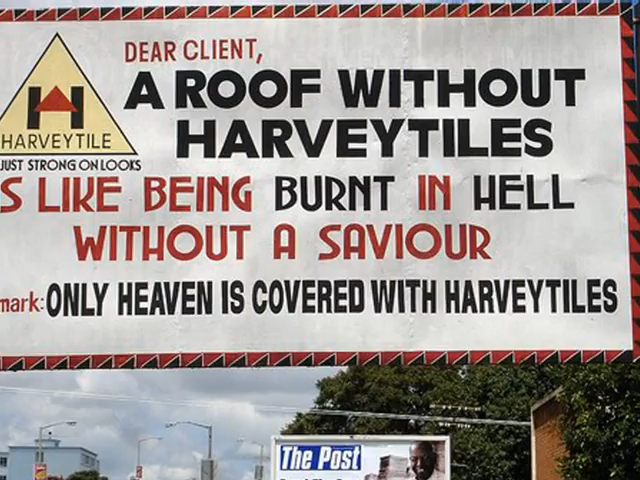 DEAR CLIENT,
A ROOF WITHOUT
HARVEYTILES
H
HARVEYTILE
JUST STRONG ON LOOKS
S LIKE BEING BURNT IN HELL
WITHOUT A SAVIOUR
mark: ONLY HEAVEN IS COVERED WITH HARVEYTILES
The Post